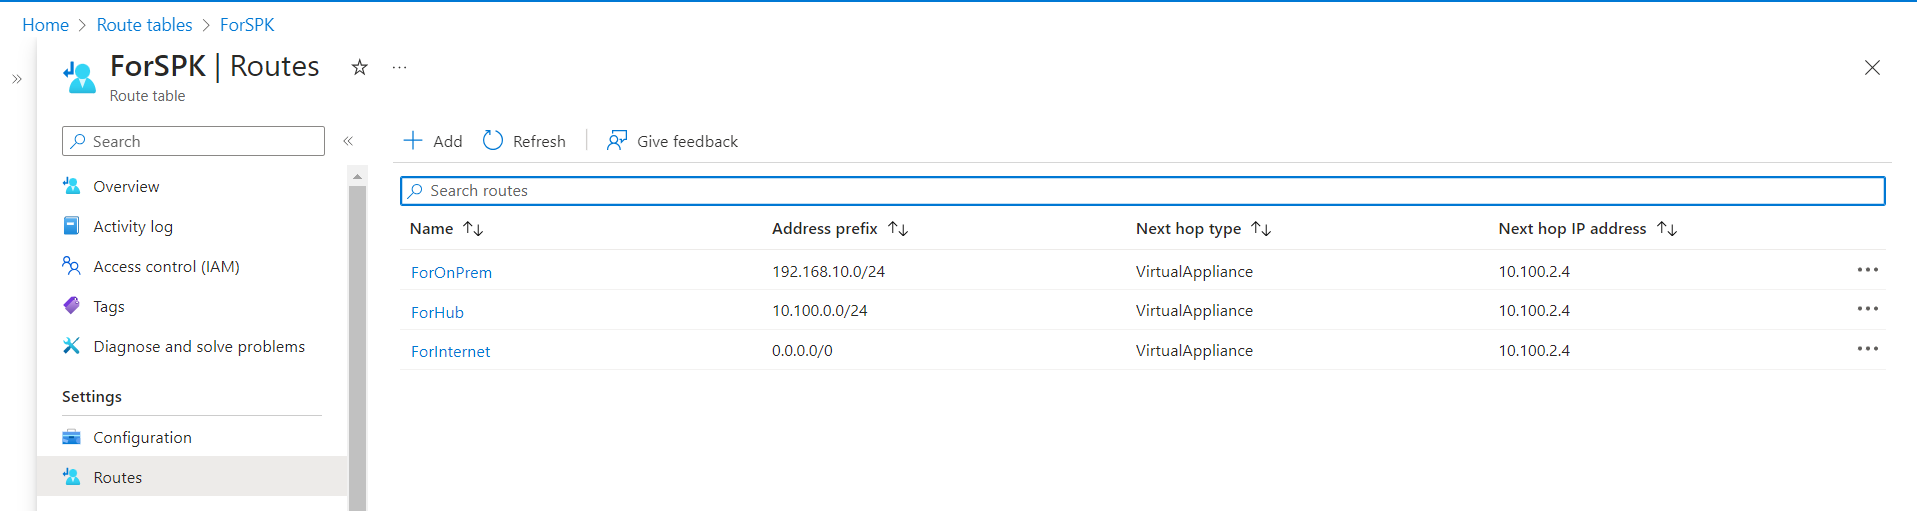 Home > Route tables > ForSPK
ForSPK | Routes
Route table
Search
Overview
Activity log
Access control (IAM)
Tags
Diagnose and solve problems
Settings
Configuration
Routes
Add Refresh Give feedback
Search routes
Name Address prefix Next hop type Next hop IP address
ForOnPrem 192.168.10.0/24 VirtualAppliance 10.100.2.4
ForHub 10.100.0.0/24 VirtualAppliance 10.100.2.4
ForInternet 0.0.0.0/0 VirtualAppliance 10.100.2.4